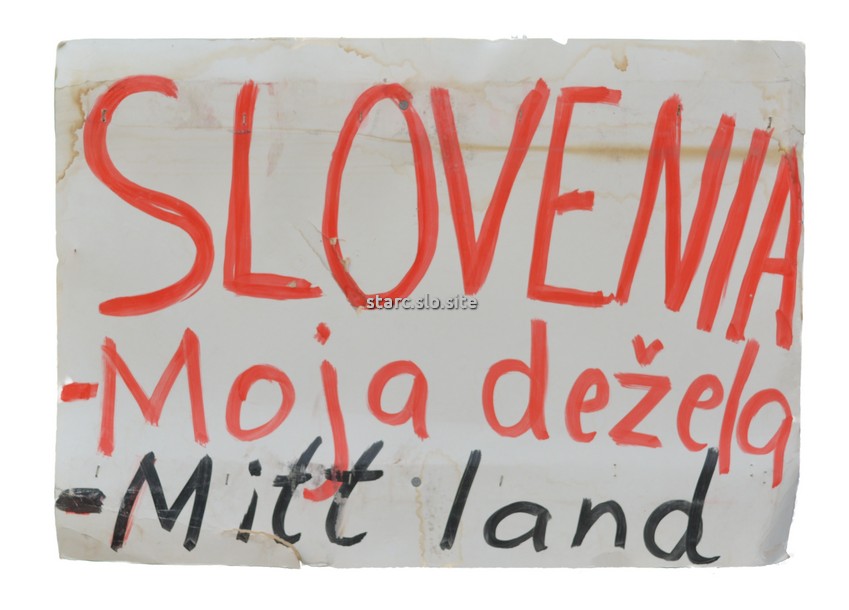 SLOVENIA
starc.slo.site
-Moja dežela
-Mitt land